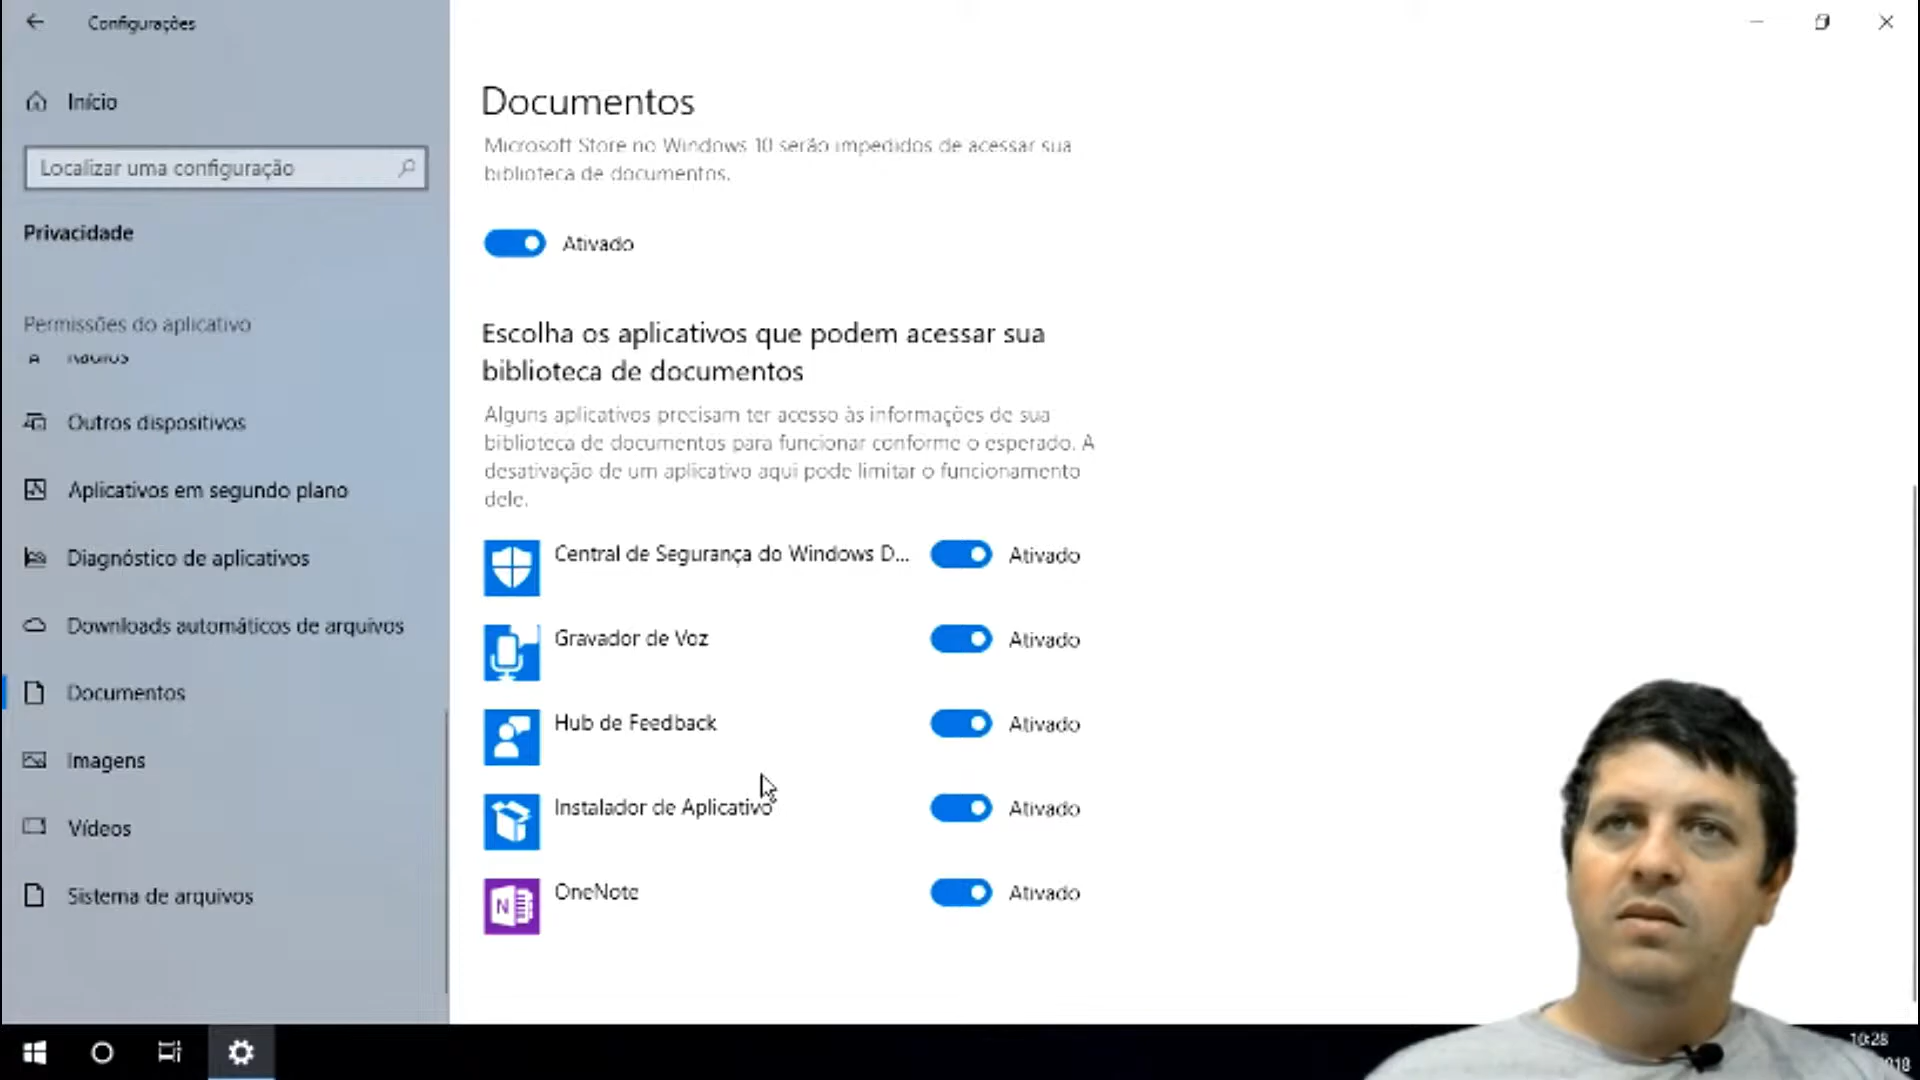 Configurações
Início
Localizar uma configuração
Privacidade
Permissões do aplicativo
Outros dispositivos
Aplicativos em segundo plano
Diagnóstico de aplicativos
Downloads automáticos de arquivos
Documentos
Imagens
Vídeos
Sistema de arquivos
Documentos
Microsoft Store no Windows 10 serão impedidos de acessar sua
biblioteca de documentos.
Ativado
Escolha os aplicativos que podem acessar sua
biblioteca de documentos
Alguns aplicativos precisam ter acesso às informações de sua
biblioteca de documentos para funcionar conforme o esperado. A
desativação de um aplicativo aqui pode limitar o funcionamento
dele.
Central de Segurança do Windows D... Ativado
Gravador de Voz Ativado
Hub de Feedback Ativado
Instalador de Aplicativo Ativado
OneNote Ativado
N
10:28